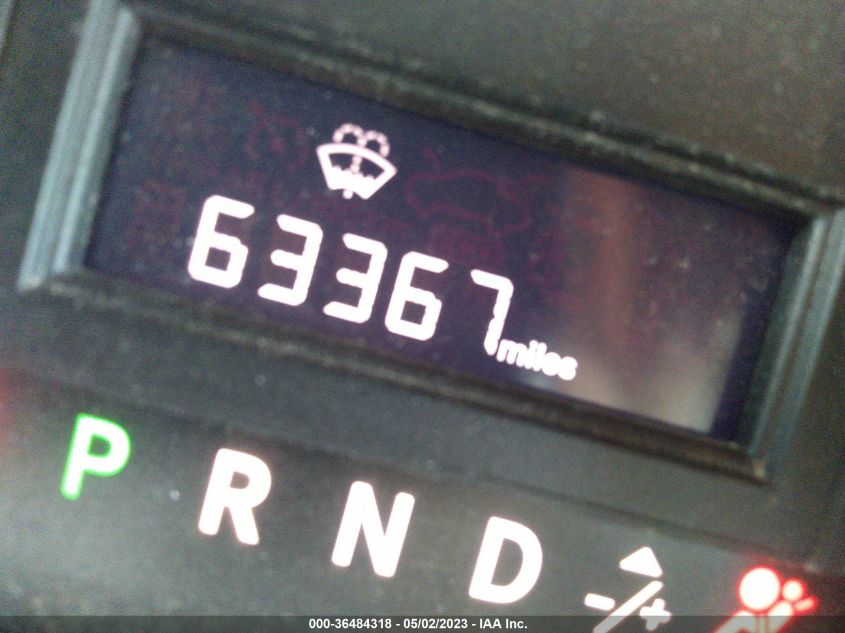 63367 miles
P R N D -/+
000-36484318 - 05/02/2023 - IAA Inc.